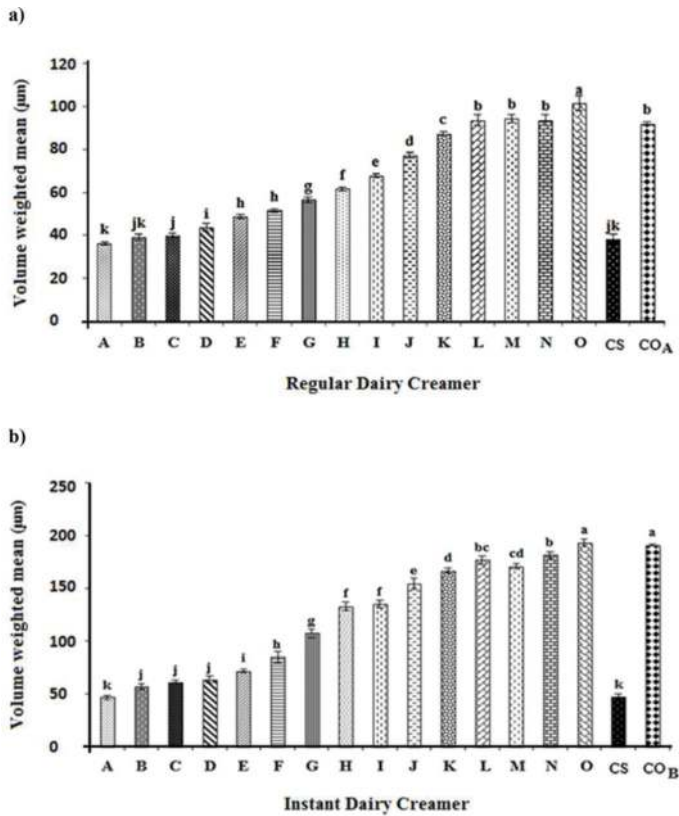 a)
Volume weighted mean (µm)
120
100
80
60
40
20
0
k jk j i h h g f e d c b b b a jk b
A B C D E F G H I J K L M N O CS COA
Regular Dairy Creamer
b)
Volume weighted mean (µm)
250
200
150
100
50
0
k j j j i h g f f e d bc cd b a k a
A B C D E F G H I J K L M N O CS COB
Instant Dairy Creamer